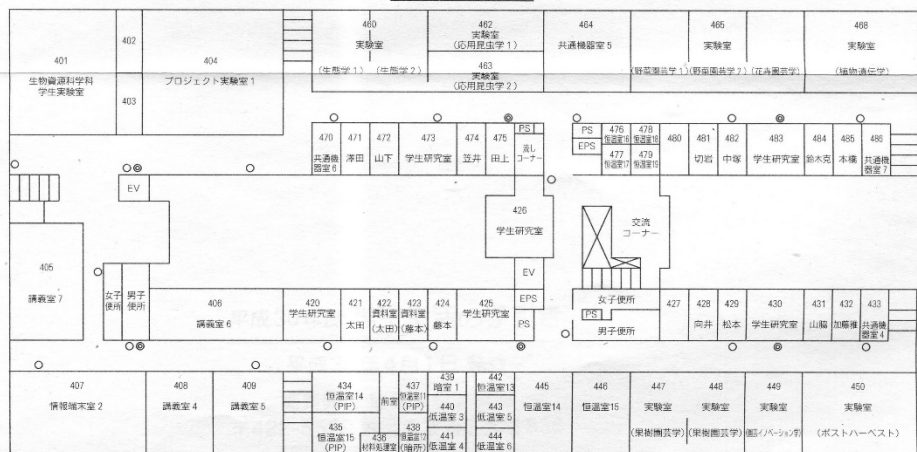 401
生物資源科学科
学生実験室
402
403
404
プロジェクト実験室 1
460
実験室
(生態学1)
(生態学2)
462
実験室
(応用昆虫学1)
463
実験室
(応用昆虫学2)
464
共通機器室 5
465
実験室
(野菜園芸学1)
(野菜園芸学2)
(花卉園芸学)
468
実験室
(植物遺伝学)
470
共通機
器室 6
471
澤田
472
山下
473
学生研究室
474
笠井
475
田上
PS
流し
コーナー
PS
EPS
476
恒温室16
477
恒温室17
478
恒温室18
479
恒温室19
480
481
切岩
482
中塚
483
学生研究室
484
鈴木克
485
本橋
486
共通機
器室 7
EV
405
講義室 7
女子
便所
男子
便所
426
学生研究室
EV
EPS
PS
交流
コーナー
女子便所
PS
男子便所
406
講義室 6
420
学生研究室
421
太田
422
資料室
(太田)
423
資料室
(藤本)
424
藤本
425
学生研究室
427
428
向井
429
松本
430
学生研究室
431
山脇
432
加藤雅
433
共通機
器室 4
407
情報端末室 2
408
講義室 4
409
講義室 5
434
恒温室14
(PIP)
435
恒温室15
(PIP)
前室
436
材料処理室
437
恒温室11
(PIP)
438
恒温室12
(暗所)
439
暗室 1
440
低温室 3
441
低温室 4
442
恒温室13
443
低温室 5
444
低温室 6
445
恒温室14
446
恒温室15
447
実験室
(果樹園芸学)
448
実験室
(果樹園芸学)
449
実験室
(園芸イノベーション学)
450
実験室
(ポストハーベスト)